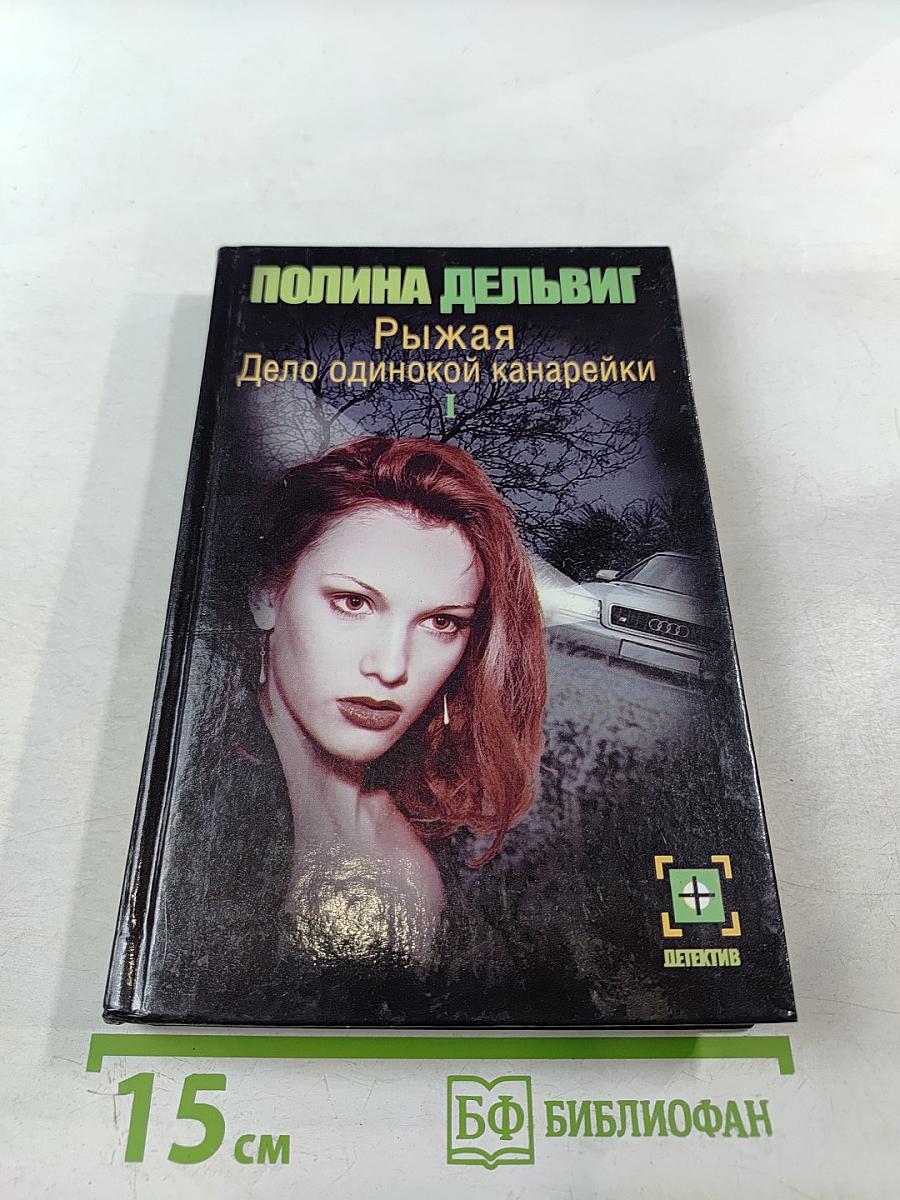 ПОЛИНА ДЕЛЬВИГ
Рыжая
Дело одинокой канарейки
I
ДЕТЕКТИВ
15 см
БФ БИБЛИОФАН